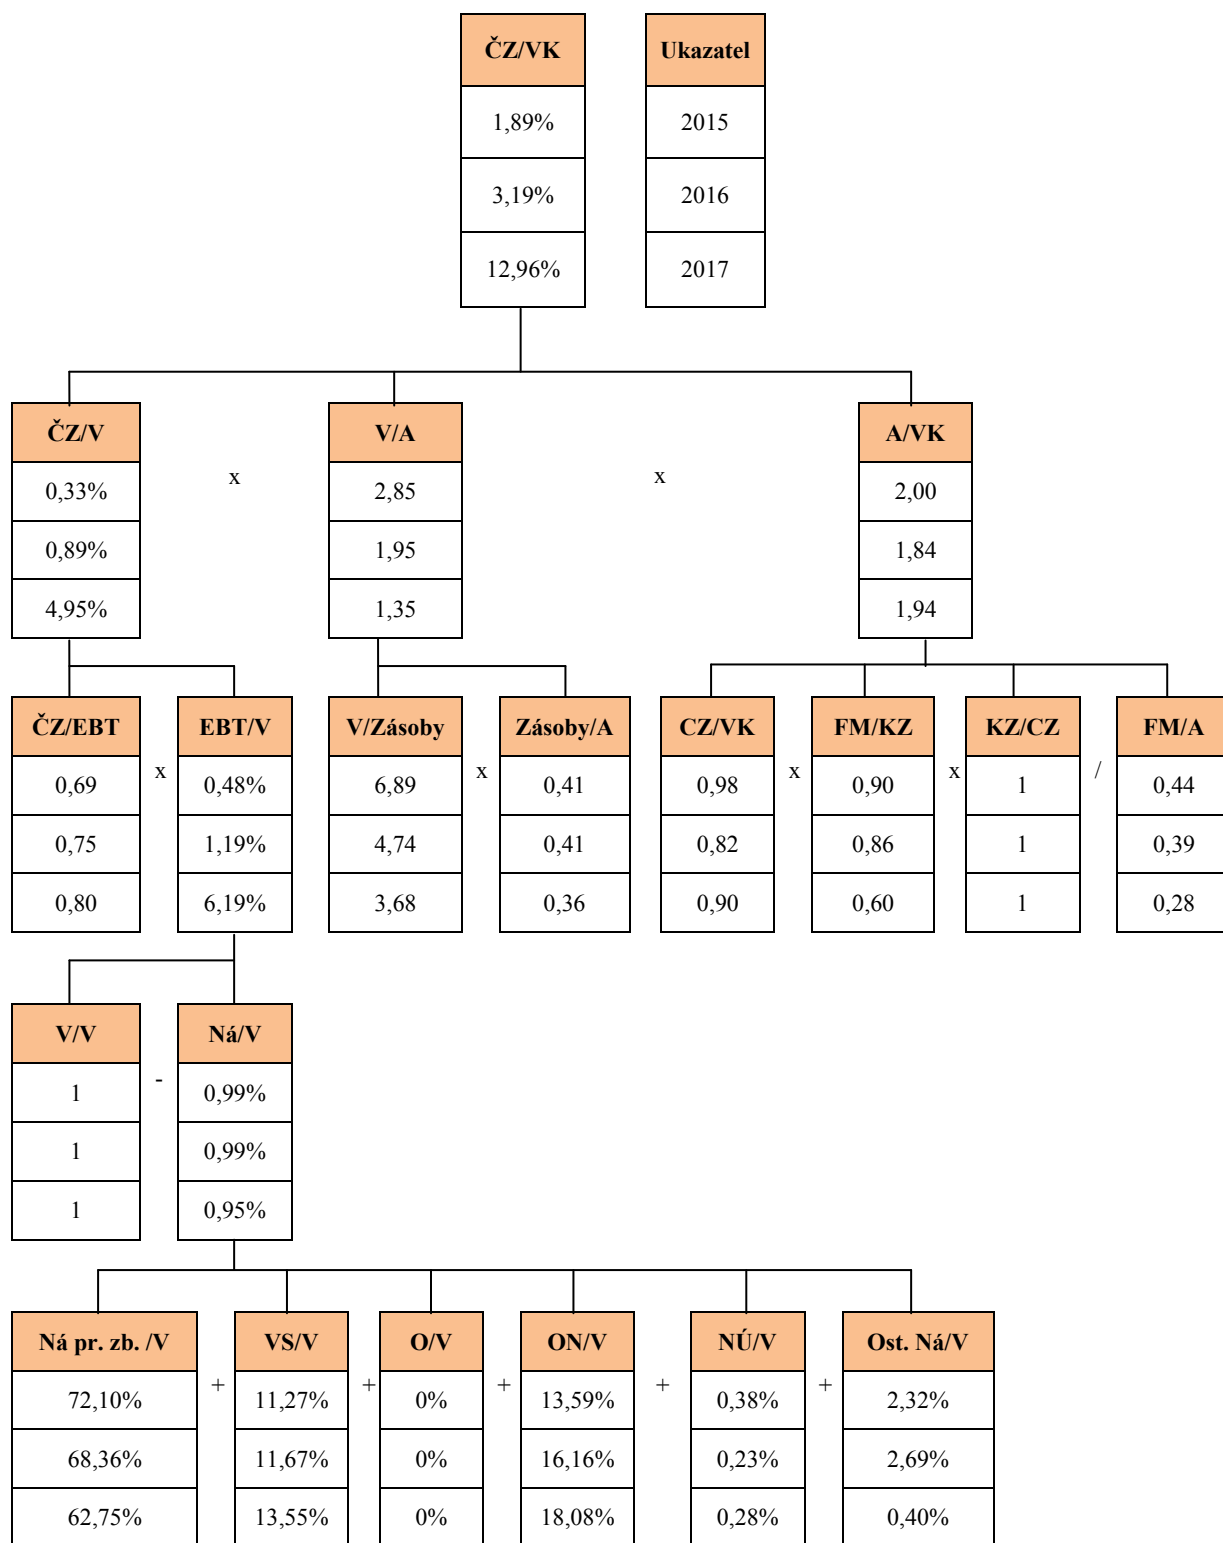 ČZ/VK Ukazatel
1,89% 2015
3,19% 2016
12,96% 2017
ČZ/V V/A A/VK
0,33% x 2,85 x 2,00
0,89% 1,95 1,84
4,95% 1,35 1,94
ČZ/EBT EBT/V V/Zásoby Zásoby/A CZ/VK FM/KZ KZ/CZ FM/A
0,69 x 0,48% 6,89 x 0,41 0,98 x 0,90 x 1 / 0,44
0,75 1,19% 4,74 0,41 0,82 0,86 1 0,39
0,80 6,19% 3,68 0,36 0,90 0,60 1 0,28
V/V Ná/V
1 - 0,99%
1 0,99%
1 0,95%
Ná pr. zb. /V VS/V O/V ON/V NÚ/V Ost. Ná/V
72,10% + 11,27% + 0% + 13,59% + 0,38% + 2,32%
68,36% 11,67% 0% 16,16% 0,23% 2,69%
62,75% 13,55% 0% 18,08% 0,28% 0,40%